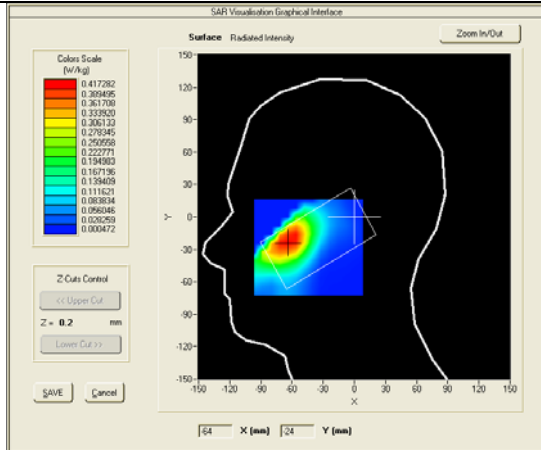 SAR Visualisation Graphical Interface
Surface Radiated Intensity
Zoom In/Out
Colors Scale
(W/kg)
0.417282
0.389495
0.361708
0.333920
0.306133
0.278345
0.250558
0.222771
0.194983
0.167196
0.139409
0.111621
0.083834
0.056046
0.028259
0.000472
Z-Cuts Control
<< Upper Cut
Z = 0.2 mm
Lower Cut >>
SAVE Cancel
150
120
90
60
30
0
-30
-60
-90
-120
-150
Y
-150 -120 -90 -60 -30 0 30 60 90 120 150
X
-64 X (mm) -24 Y (mm)